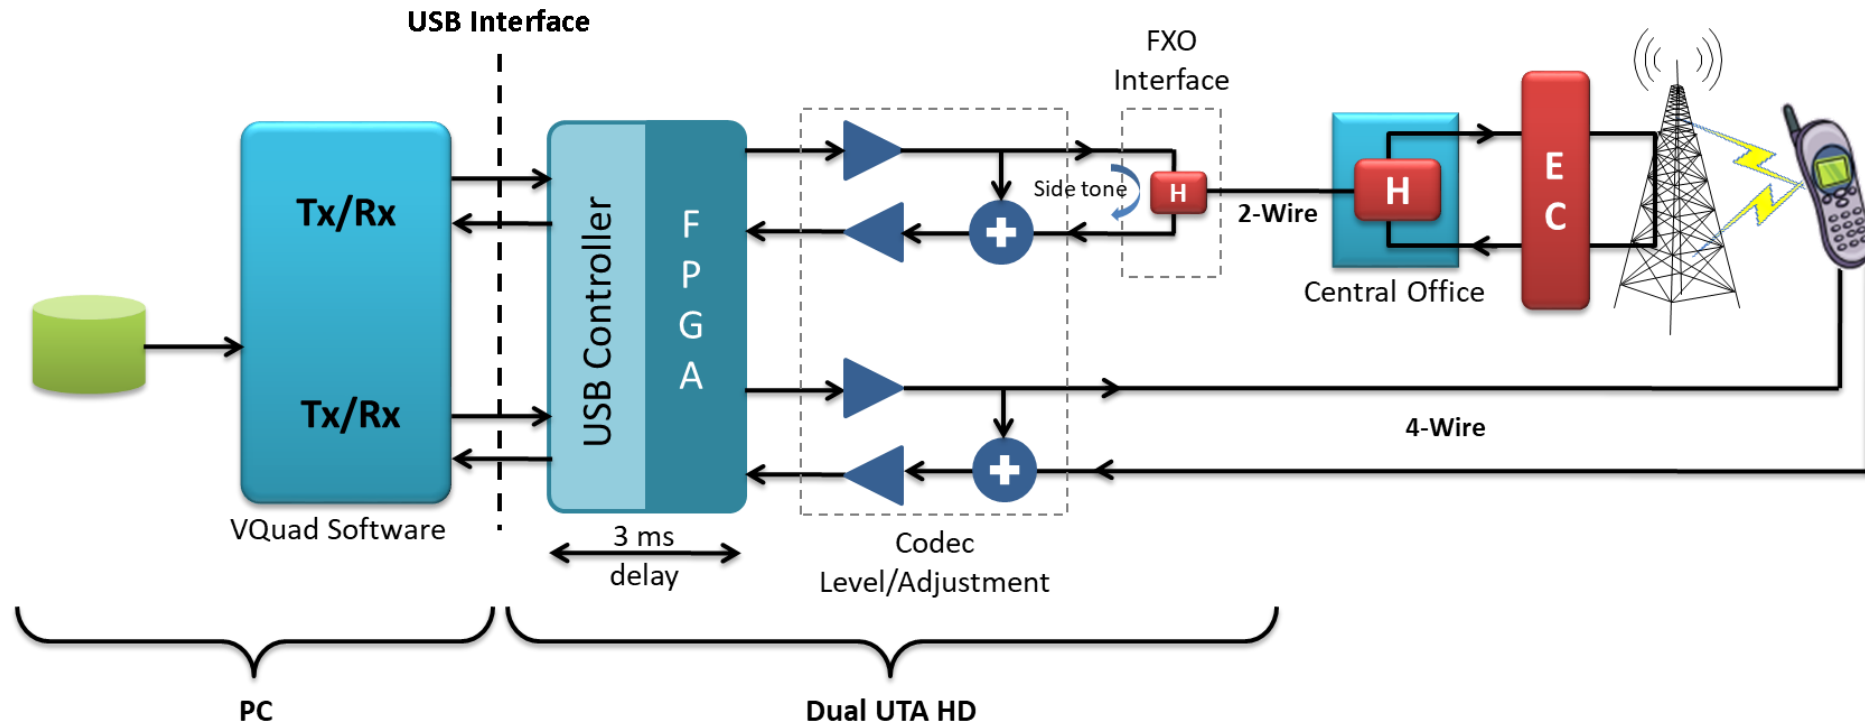 USB Interface
FXO
Interface
Tx/Rx
Tx/Rx
VQuad Software
USB Controller
F
P
G
A
3 ms
delay
Side tone
H
2-Wire
H
Central Office
E
C
4-Wire
Codec
Level/Adjustment
PC
Dual UTA HD